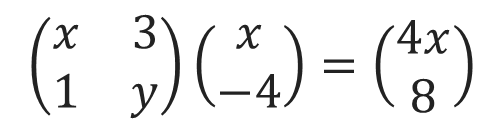 (x 3
1 y) (x
-4) = (4x
8)